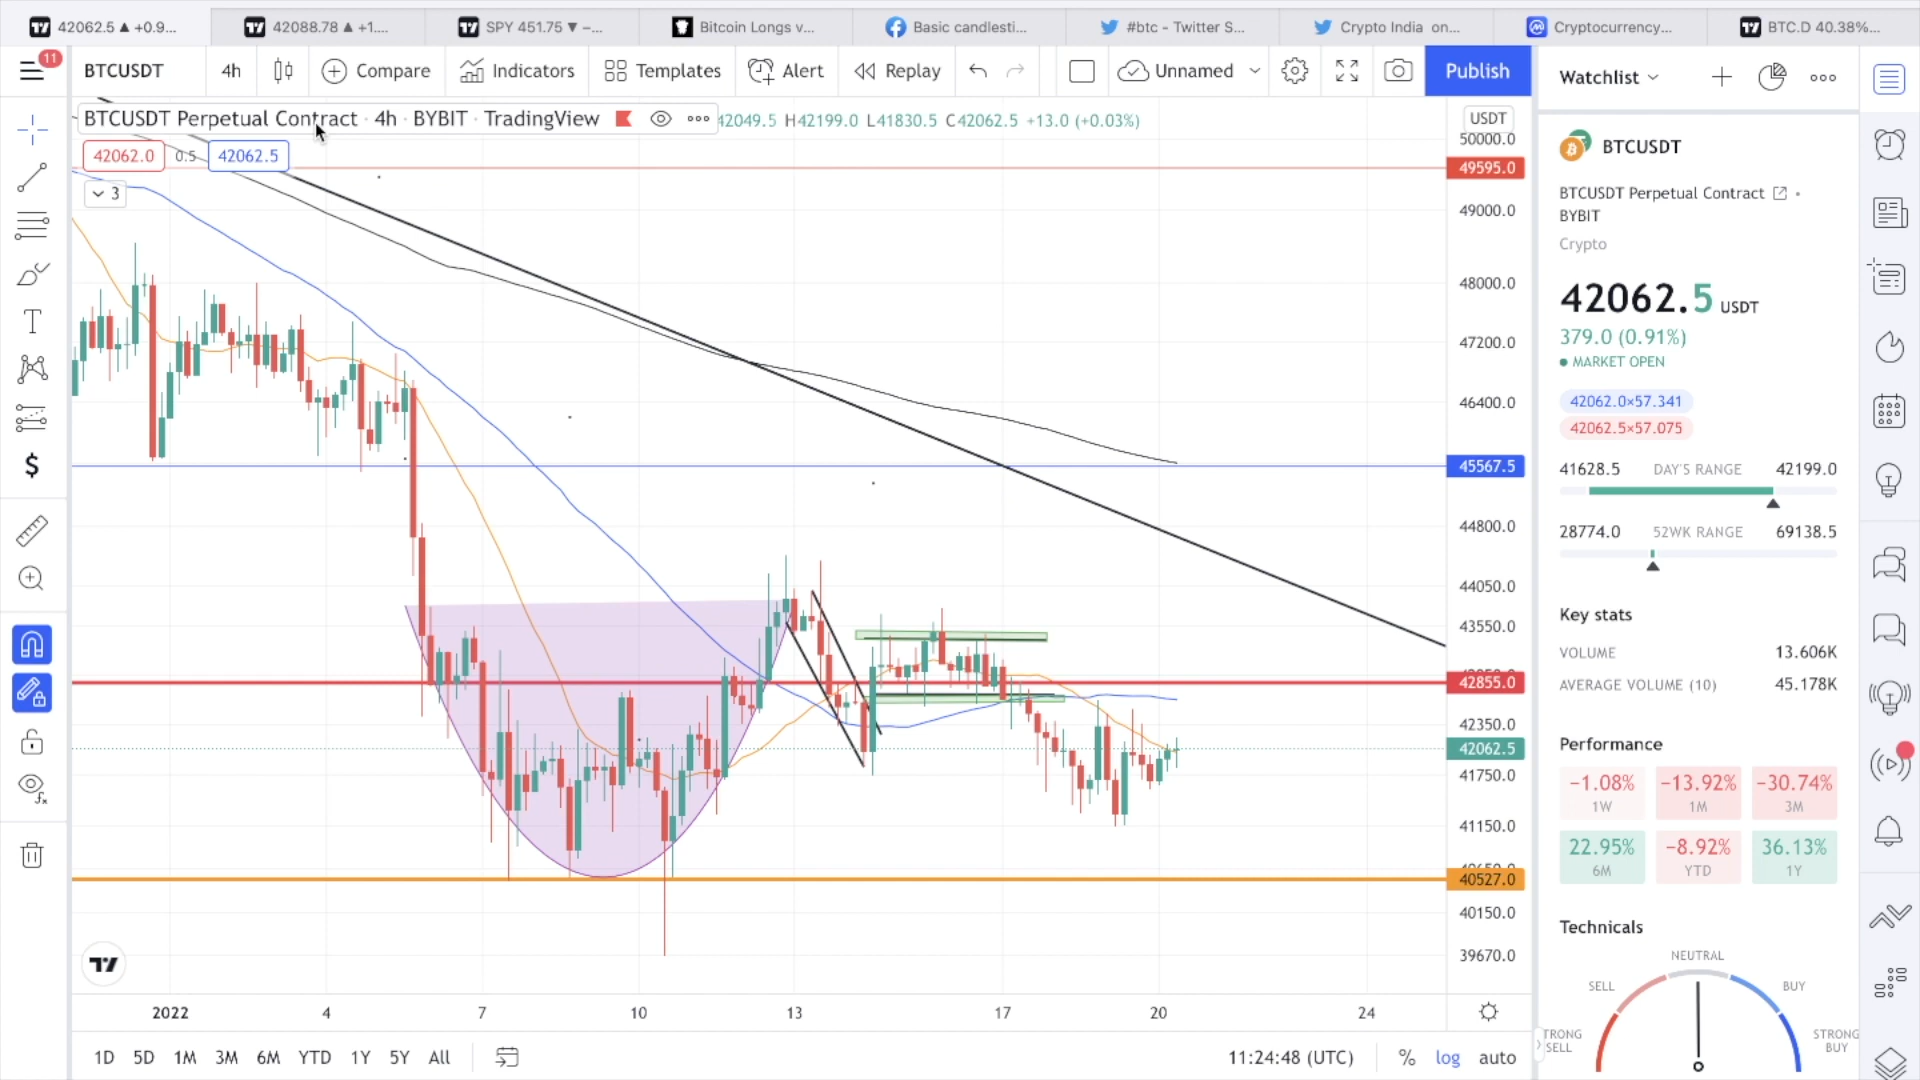 42062.5 ▲ +0.9...
42088.78 ▲ +1....
SPY 451.75 ▼ −...
Bitcoin Longs v...
Basic candlesti...
#btc - Twitter S...
Crypto India on...
Cryptocurrency...
BTC.D 40.38%...
11
BTCUSDT
4h
Compare
Indicators
Templates
Alert
Replay
Unnamed
Publish
Watchlist
BTCUSDT Perpetual Contract · 4h · BYBIT · TradingView
42049.5 H42199.0 L41830.5 C42062.5 +13.0 (+0.03%)
42062.0
0.5
42062.5
3
USDT
50000.0
49595.0
49000.0
48000.0
47200.0
46400.0
45567.5
44800.0
44050.0
43550.0
42855.0
42350.0
42062.5
41750.0
41150.0
40527.0
40150.0
39670.0
2022
4
7
10
13
17
20
24
1D
5D
1M
3M
6M
YTD
1Y
5Y
All
11:24:48 (UTC)
%
log
auto
BTCUSDT
BTCUSDT Perpetual Contract •
BYBIT
Crypto
42062.5 USDT
379.0 (0.91%)
MARKET OPEN
42062.0×57.341
42062.5×57.075
41628.5 DAY'S RANGE 42199.0
28774.0 52WK RANGE 69138.5
Key stats
VOLUME 13.606K
AVERAGE VOLUME (10) 45.178K
Performance
−1.08% −13.92% −30.74%
1W 1M 3M
22.95% −8.92% 36.13%
6M YTD 1Y
Technicals
NEUTRAL
SELL BUY
STRONG
SELL
STRONG
BUY